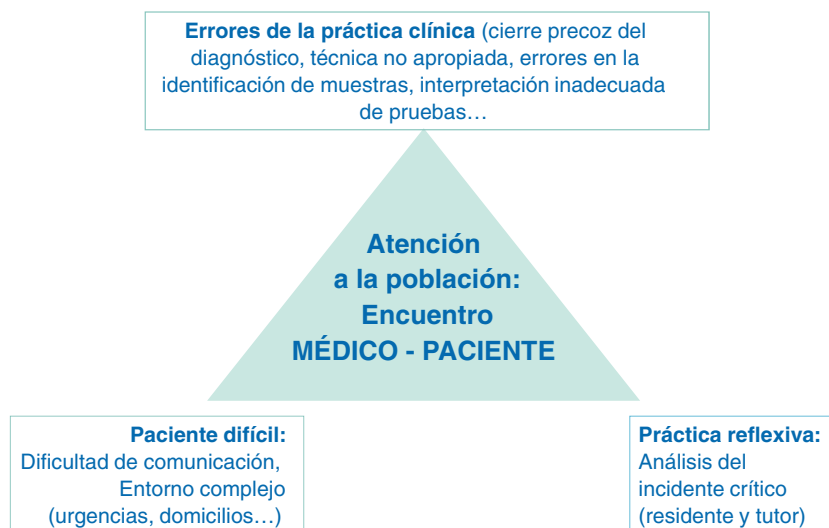 Errores de la práctica clínica (cierre precoz del
diagnóstico, técnica no apropiada, errores en la
identificación de muestras, interpretación inadecuada
de pruebas…
Atención
a la población:
Encuentro
MÉDICO - PACIENTE
Paciente difícil:
Dificultad de comunicación,
Entorno complejo
(urgencias, domicilios…)
Práctica reflexiva:
Análisis del
incidente crítico
(residente y tutor)